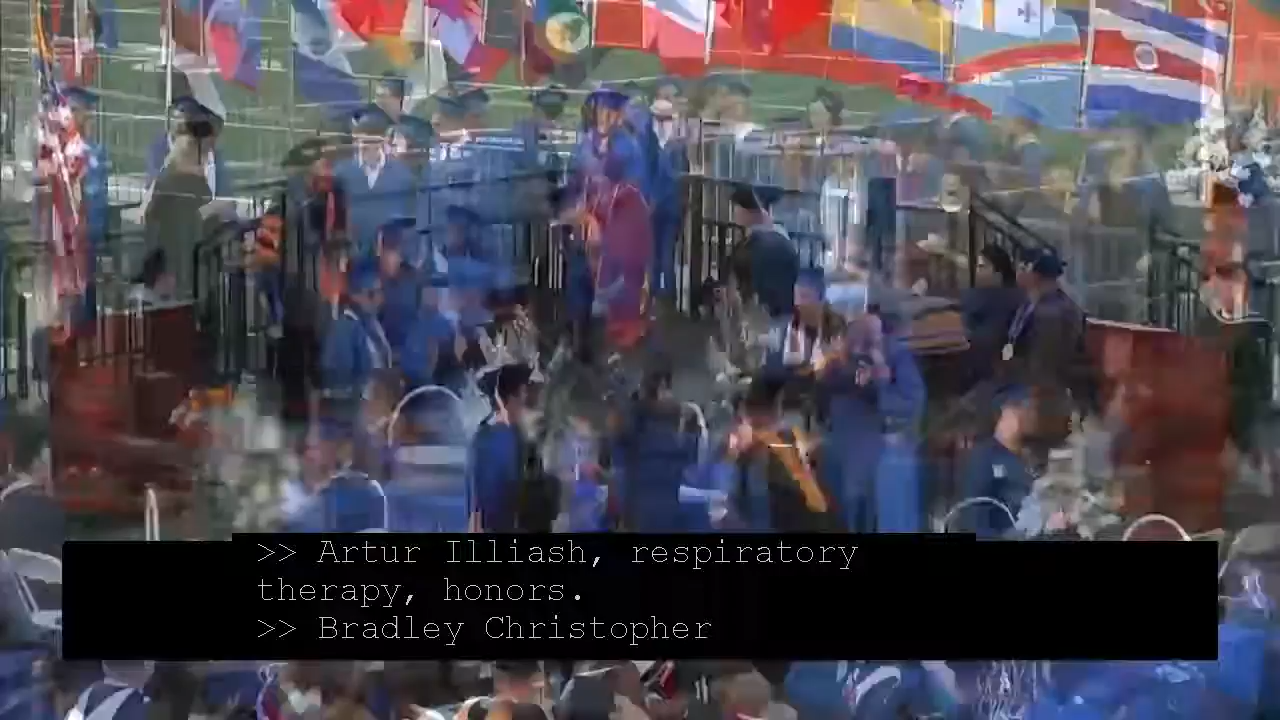 >> Artur Illiash, respiratory
therapy, honors.
>> Bradley Christopher